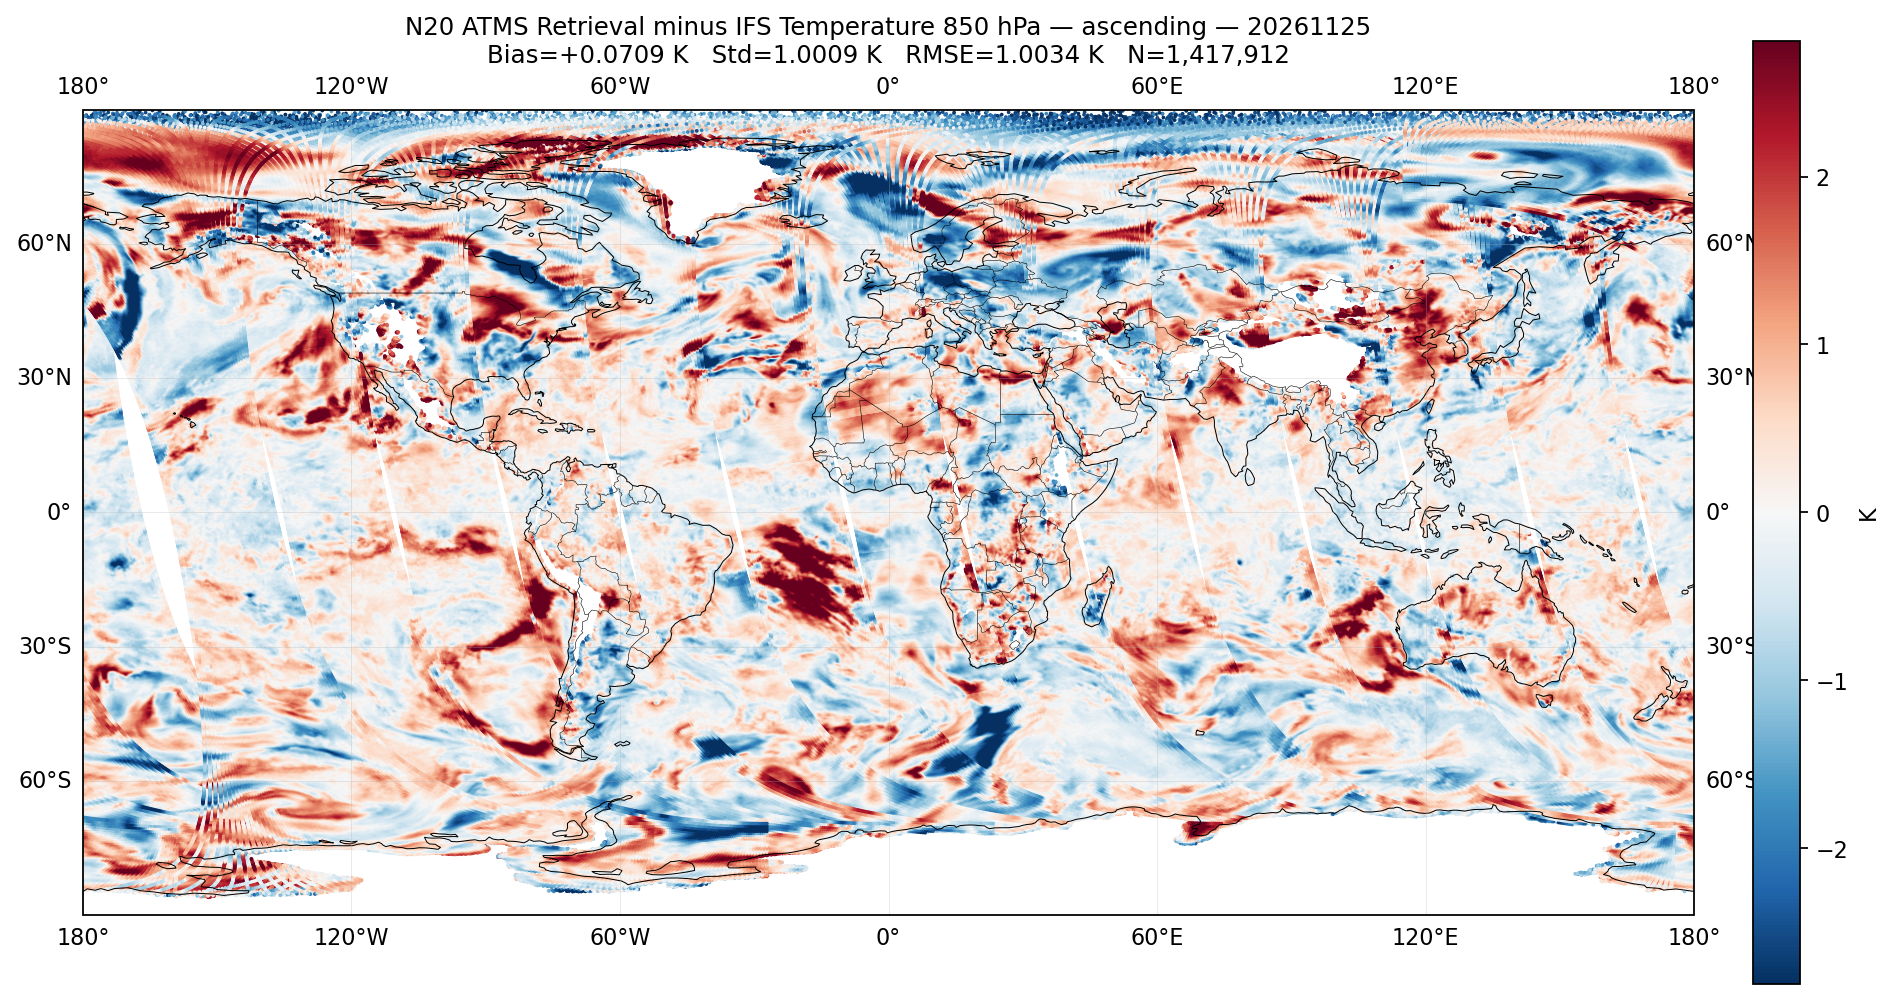 N20 ATMS Retrieval minus IFS Temperature 850 hPa — ascending — 20261125
Bias=+0.0709 K   Std=1.0009 K   RMSE=1.0034 K   N=1,417,912
180° 120°W 60°W 0° 60°E 120°E 180°
60°N 60°N
30°N 30°N
0° 0°
30°S 30°S
60°S 60°S
180° 120°W 60°W 0° 60°E 120°E 180°
2
1
0
−1
−2
K